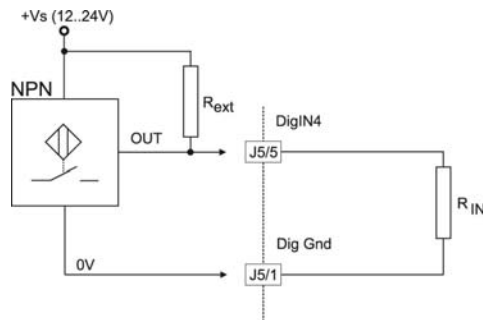 +Vs (12..24V)
NPN
Rext
OUT
DigIN4
J5/5
RIN
Dig Gnd
0V
J5/1